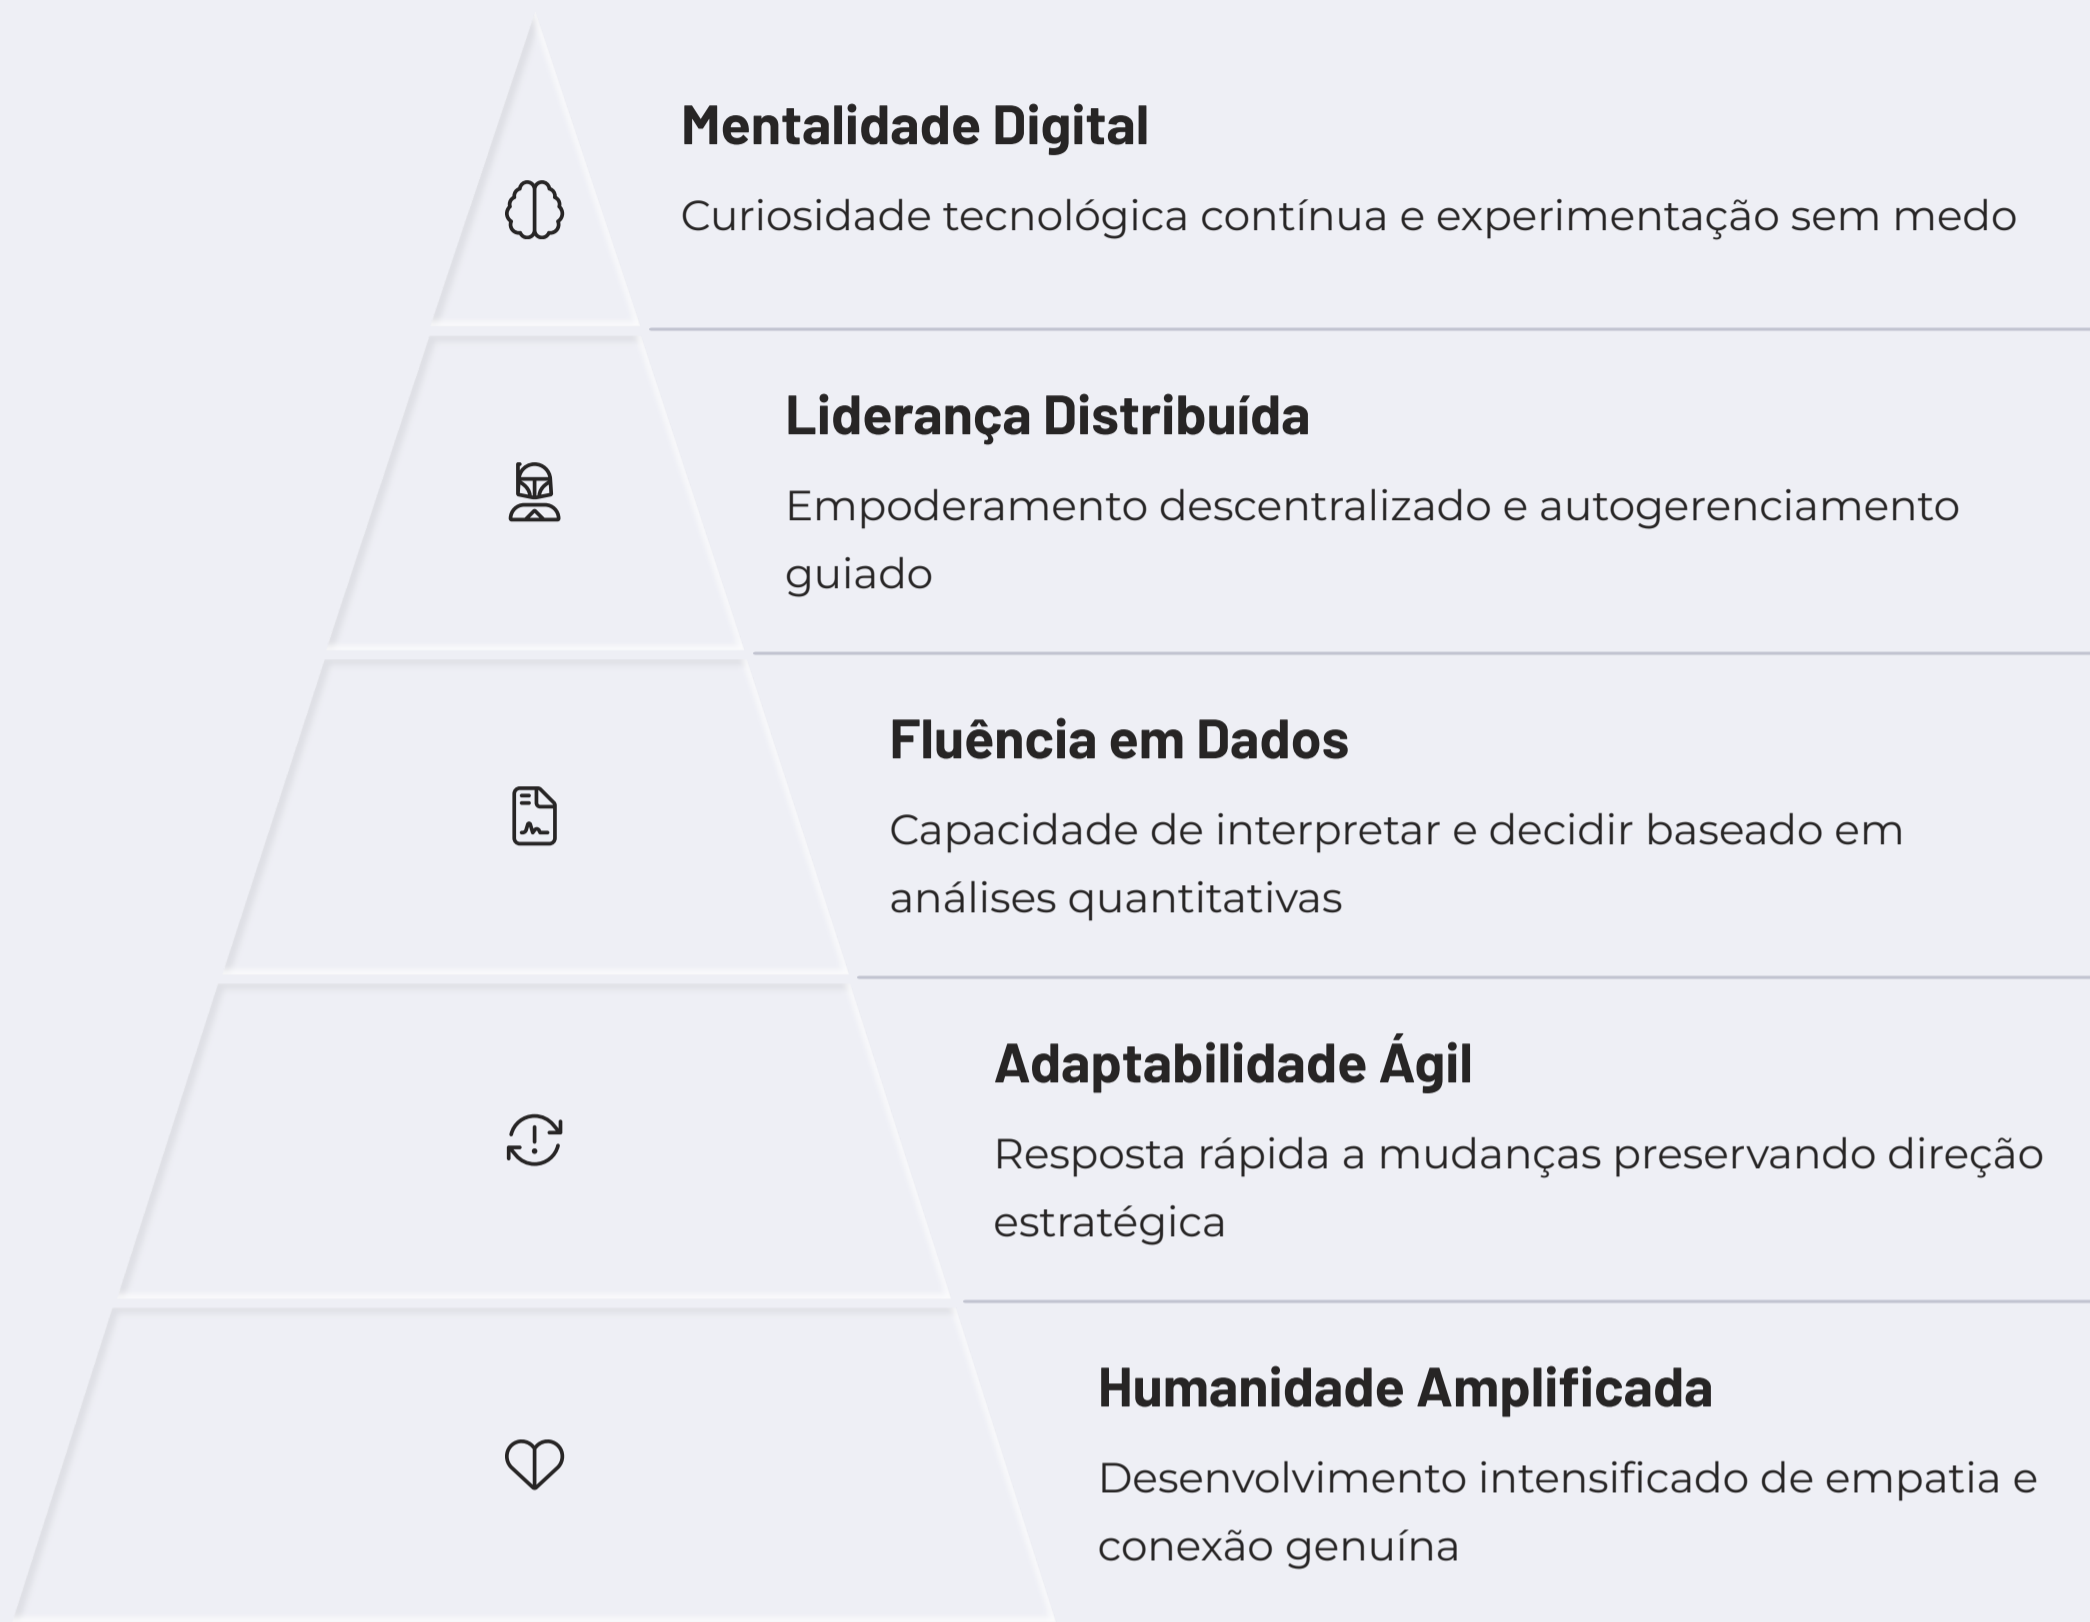 Mentalidade Digital
Curiosidade tecnológica contínua e experimentação sem medo
Liderança Distribuída
Empoderamento descentralizado e autogerenciamento
guiado
Fluência em Dados
Capacidade de interpretar e decidir baseado em
análises quantitativas
Adaptabilidade Ágil
Resposta rápida a mudanças preservando direção
estratégica
Humanidade Amplificada
Desenvolvimento intensificado de empatia e
conexão genuína